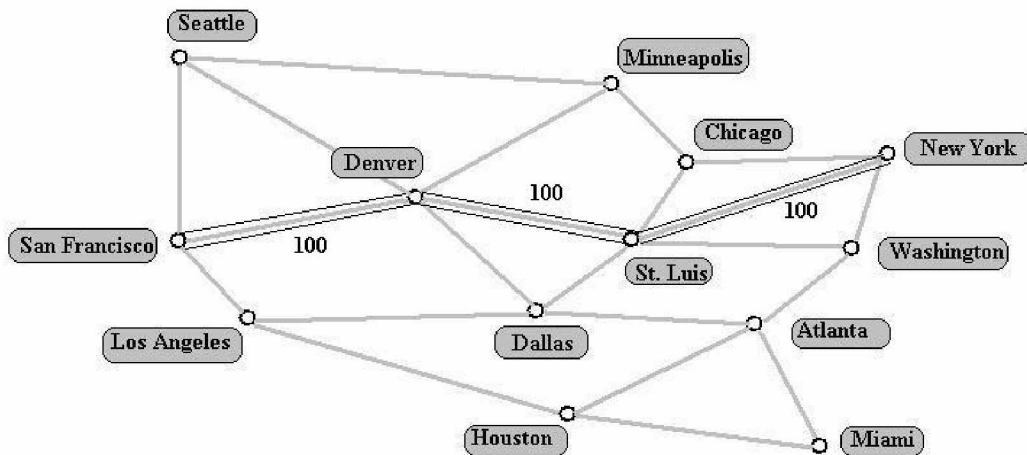 Seattle
Minneapolis
Chicago
New York
Denver
100
100
San Francisco
100
St. Luis
Washington
Los Angeles
Dallas
Atlanta
Houston
Miami